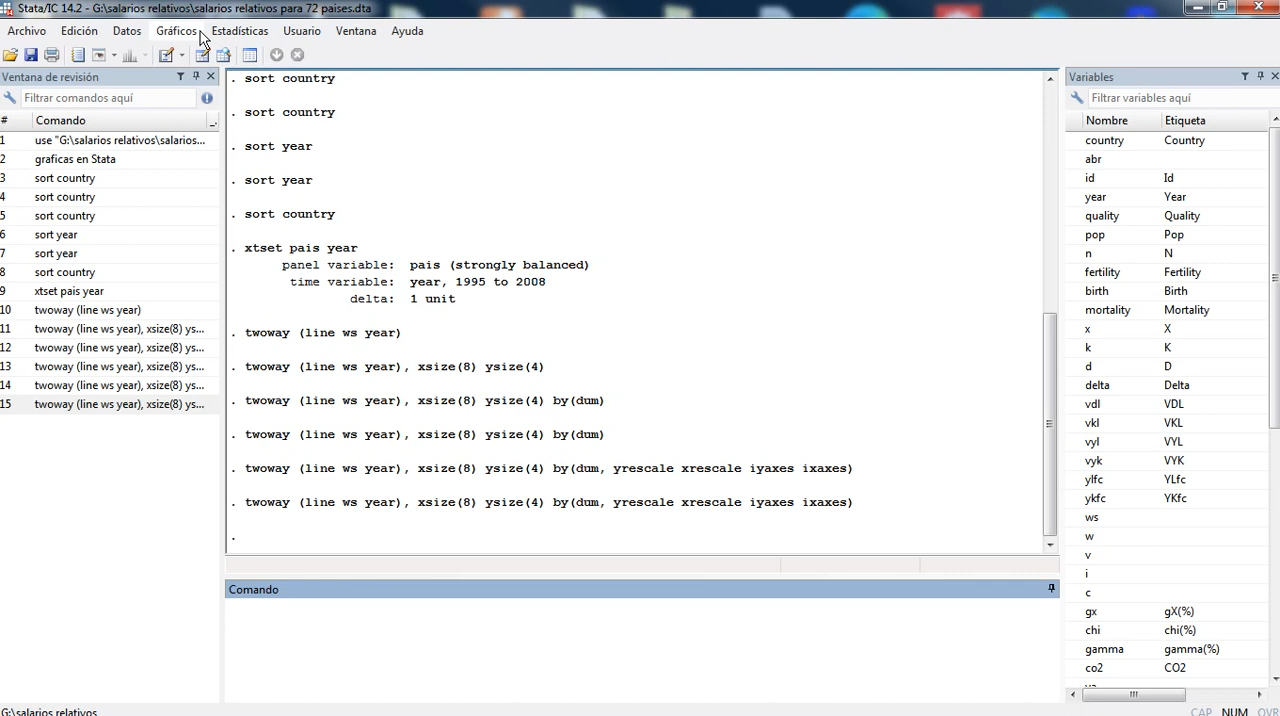 Stata/IC 14.2 - G:\salarios relativos\salarios relativos para 72 paises.dta
Archivo Edición Datos Gráficos Estadísticas Usuario Ventana Ayuda
Ventana de revisión
Filtrar comandos aquí
# Comando
1 use "G:\salarios relativos\salarios...
2 graficas en Stata
3 sort country
4 sort country
5 sort country
6 sort year
7 sort year
8 sort country
9 xtset pais year
10 twoway (line ws year)
11 twoway (line ws year), xsize(8) ys...
12 twoway (line ws year), xsize(8) ys...
13 twoway (line ws year), xsize(8) ys...
14 twoway (line ws year), xsize(8) ys...
15 twoway (line ws year), xsize(8) ys...
. sort country
. sort country
. sort year
. sort year
. sort country
. xtset pais year
panel variable: pais (strongly balanced)
time variable: year, 1995 to 2008
delta: 1 unit
. twoway (line ws year)
. twoway (line ws year), xsize(8) ysize(4)
. twoway (line ws year), xsize(8) ysize(4) by(dum)
. twoway (line ws year), xsize(8) ysize(4) by(dum)
. twoway (line ws year), xsize(8) ysize(4) by(dum, yrescale xrescale iyaxes ixaxes)
. twoway (line ws year), xsize(8) ysize(4) by(dum, yrescale xrescale iyaxes ixaxes)
.
Comando
Variables
Filtrar variables aquí
Nombre Etiqueta
country Country
abr
id Id
year Year
quality Quality
pop Pop
n N
fertility Fertility
birth Birth
mortality Mortality
x X
k K
d D
delta Delta
vdl VDL
vkl VKL
vyl VYL
vyk VYK
ylfc YLfc
ykfc YKfc
ws
w
v
i
c
gx gX(%)
chi chi(%)
gamma gamma(%)
co2 CO2
G:\salarios relativos
CAP NUM OVR